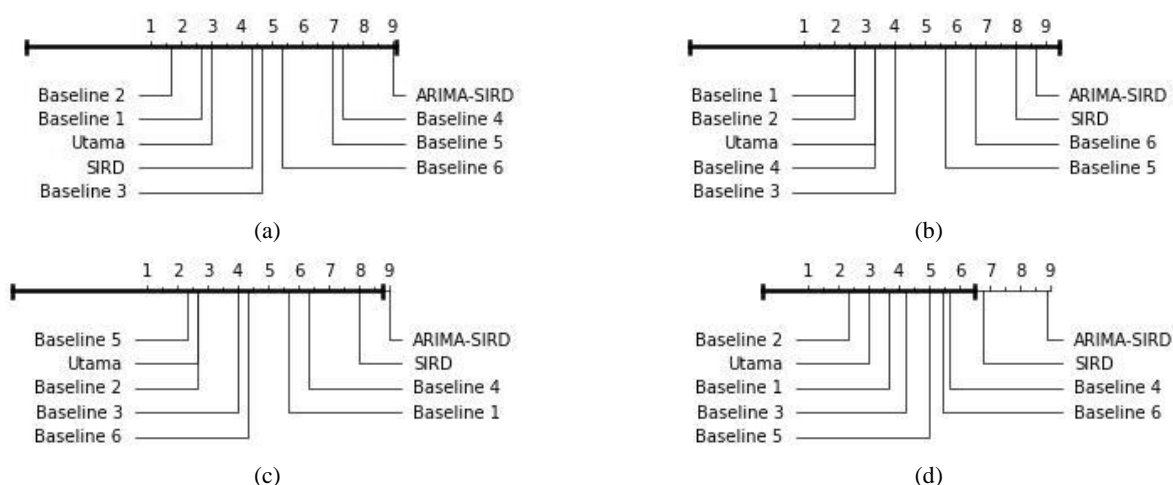 1 2 3 4 5 6 7 8 9
Baseline 2
Baseline 1
Utama
SIRD
Baseline 3
ARIMA-SIRD
Baseline 4
Baseline 5
Baseline 6
(a)
1 2 3 4 5 6 7 8 9
Baseline 1
Baseline 2
Utama
Baseline 4
Baseline 3
ARIMA-SIRD
SIRD
Baseline 6
Baseline 5
(b)
1 2 3 4 5 6 7 8 9
Baseline 5
Utama
Baseline 2
Baseline 3
Baseline 6
ARIMA-SIRD
SIRD
Baseline 4
Baseline 1
(c)
1 2 3 4 5 6 7 8 9
Baseline 2
Utama
Baseline 1
Baseline 3
Baseline 5
ARIMA-SIRD
SIRD
Baseline 4
Baseline 6
(d)